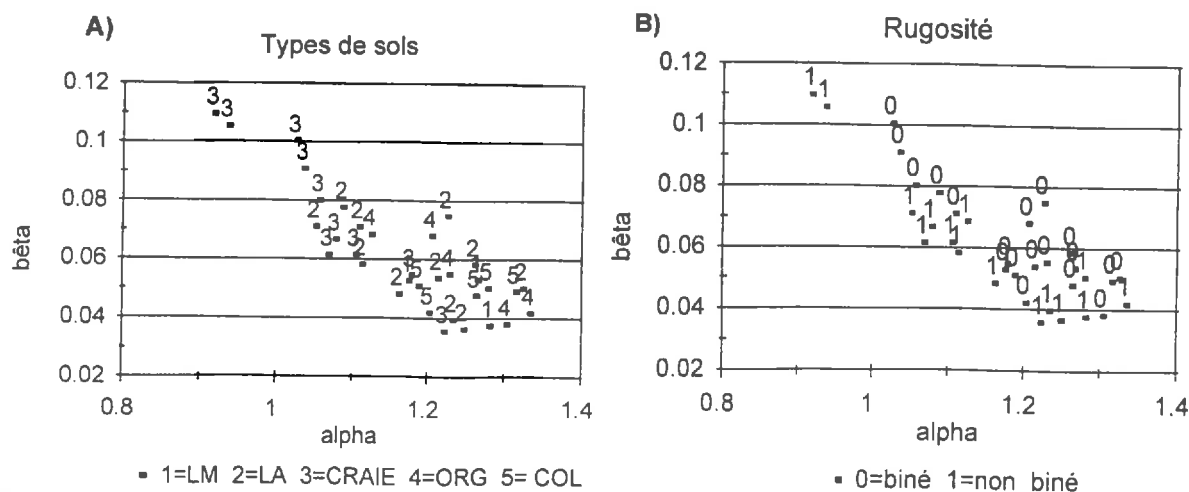 A)
Types de sols
0.12
0.1
0.08
0.06
0.04
0.02
bêta
0.8
1
1.2
1.4
alpha
1=LM 2=LA 3=CRAIE 4=ORG 5= COL
B)
Rugosité
0.12
0.1
0.08
0.06
0.04
0.02
bêta
0.8
1
1.2
1.4
alpha
0=biné 1=non biné